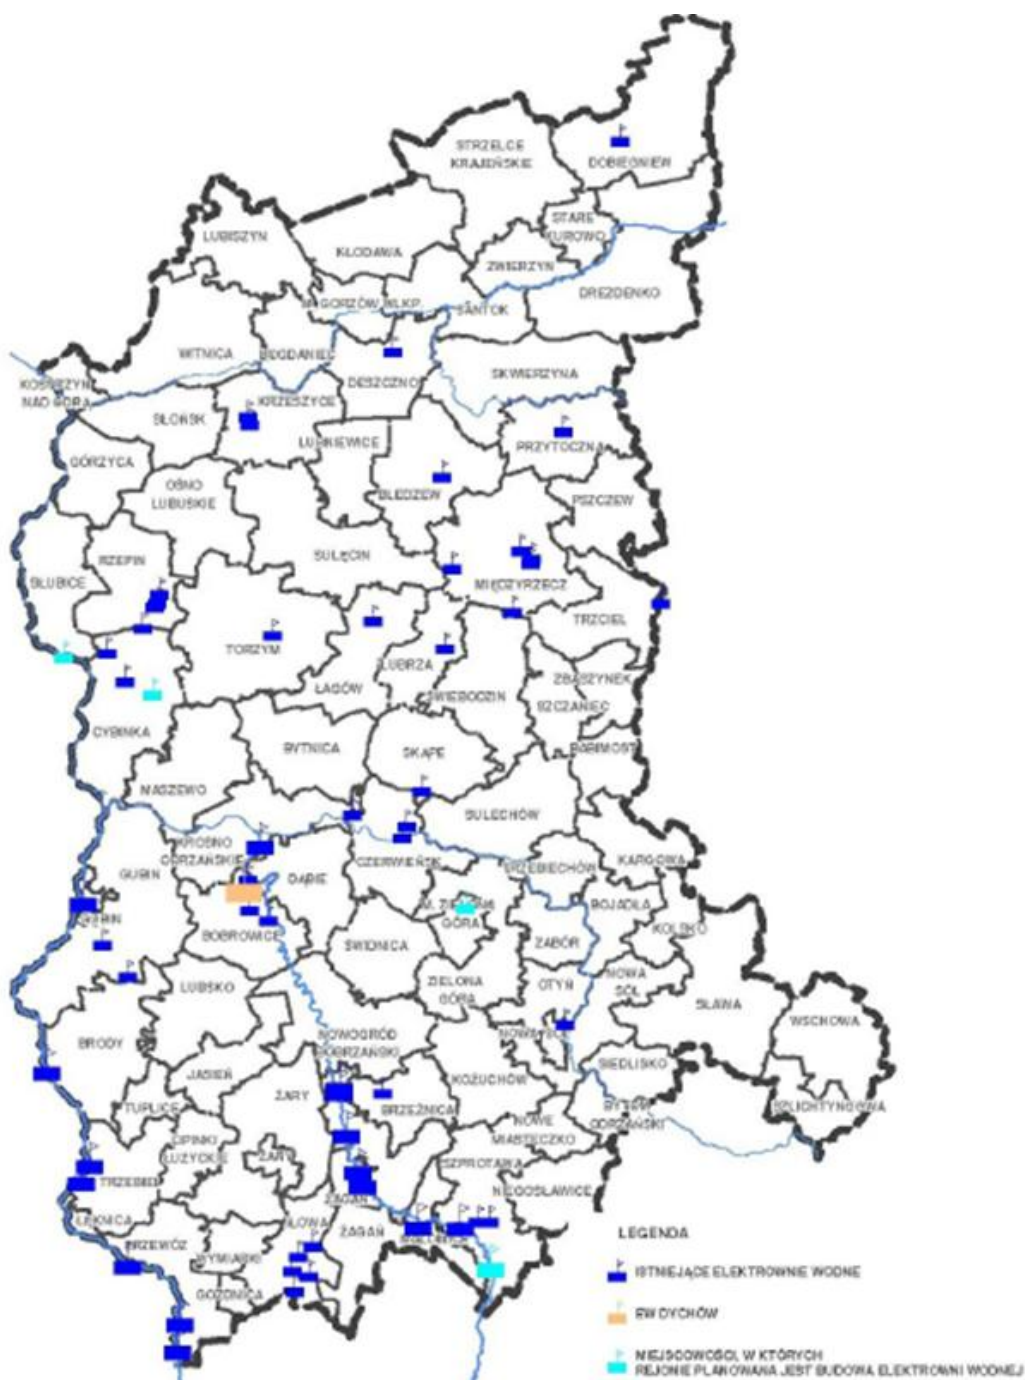 STRZELCE
KRAJEŃSKIE
DOBIEGNIEW
STARE
KUROWO
LUBISZYN
KŁODAWA
ZWIERZYN
DREZDENKO
M. GORZÓW WLKP.
SANTOK
WITNICA
BOGDANIEC
DESZCZNO
SKWIERZYNA
NAD
SŁOŃSK
KRZESZYCE
LUBNIEWICE
PRZYTOCZNA
GÓRZYCA
OŚNO
LUBUSKIE
BLEDZEW
PSZCZEW
RZEPIN
SULĘCIN
SŁUBICE
MIĘDZYRZECZ
TRZCIEL
TORZYM
LUBRZA
ŁAGÓW
ŚWIEBODZIN
ZBĄSZYNEK
SZCZANIEC
CYBINKA
BYTNICA
SKĄPE
BABIMOST
MASZEWO
SULECHÓW
KROSNO
ODRZAŃSKIE
CZERWIEŃSK
TRZEBIECHÓW
KARGOWA
GUBIN
DĄBIE
BOJADŁA
GUBIN
GÓRA
KOLSKO
BOBROWICE
ŚWIDNICA
ZABÓR
LUBSKO
ZIELONA
GÓRA
OTYŃ
NOWA
SÓL
SŁAWA
WSCHOWA
BRODY
NOWOGRÓD
BOBRZAŃSKI
NOWA SÓL
SIEDLISKO
JASIEŃ
ŻARY
KOŻUCHÓW
TUPLICE
BRZEŹNICA
NOWE
MIASTECZKO
BYTOM
ODRZAŃSKI
SZLICHTYNGOWA
LIPINKI
ŁUŻYCKIE
ŻARY
SZPROTAWA
TRZEBIEL
ŻAGAŃ
NIEGOSŁAWICE
ŁĘKNICA
IŁOWA
ŻAGAŃ
PRZEWÓZ
WYMIARKI
GOZDNICA
LEGENDA
ISTNIEJĄCE ELEKTROWNIE WODNE
EW DYCHÓW
MIEJSCOWOŚCI, W KTÓRYCH
REJONIE PLANOWANA JEST BUDOWA ELEKTROWNI WODNEJ